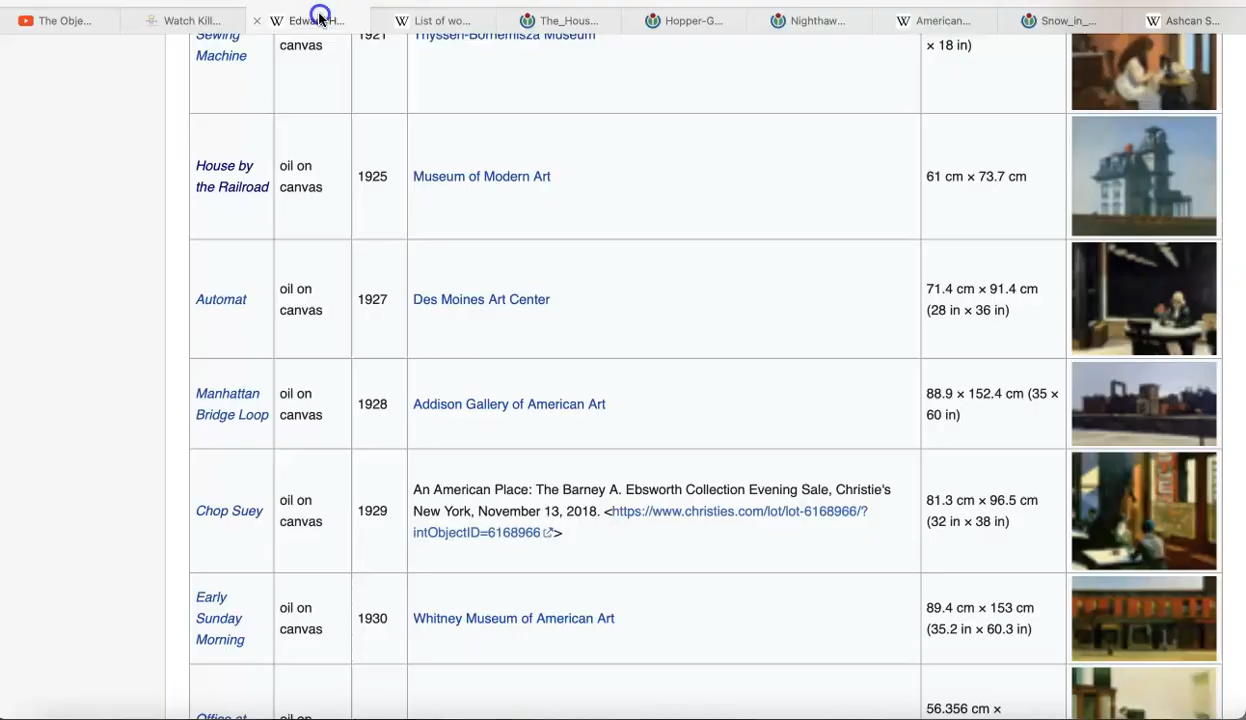 The Obje...
Watch Kill...
Edwa H...
List of wo...
The_Hous...
Hopper-G...
Nighthaw...
American...
Snow_in_...
Ashcan S...
Sewing
Machine
canvas
1921
Thyssen-Bornemisza Museum
× 18 in)
House by
the Railroad
oil on
canvas
1925
Museum of Modern Art
61 cm × 73.7 cm
Automat
oil on
canvas
1927
Des Moines Art Center
71.4 cm × 91.4 cm
(28 in × 36 in)
Manhattan
Bridge Loop
oil on
canvas
1928
Addison Gallery of American Art
88.9 × 152.4 cm (35 ×
60 in)
Chop Suey
oil on
canvas
1929
An American Place: The Barney A. Ebsworth Collection Evening Sale, Christie's
New York, November 13, 2018. <https://www.christies.com/lot/lot-6168966/?
intObjectID=6168966>
81.3 cm × 96.5 cm
(32 in × 38 in)
Early
Sunday
Morning
oil on
canvas
1930
Whitney Museum of American Art
89.4 cm × 153 cm
(35.2 in × 60.3 in)
Office at
oil on
56.356 cm ×